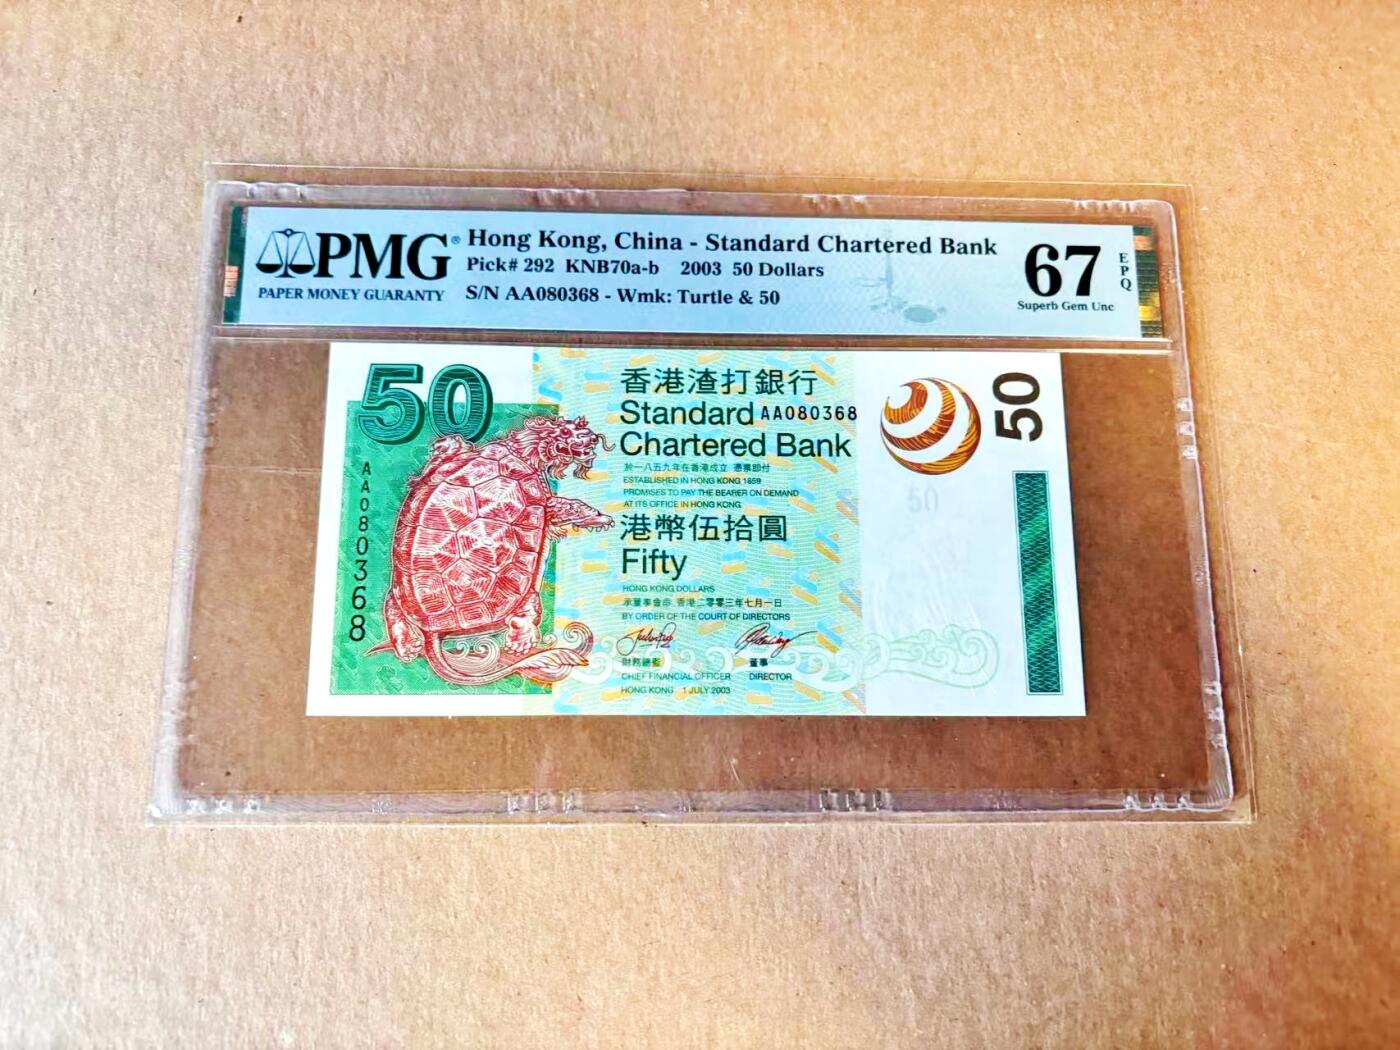 PMG®
PAPER MONEY GUARANTY
Hong Kong, China - Standard Chartered Bank
Pick# 292 KNB70a-b 2003 50 Dollars
S/N AA080368 - Wmk: Turtle & 50
67
EPQ
Superb Gem Unc
50
AA080368
香港渣打銀行
Standard AA080368
Chartered Bank
於一八五九年在香港成立 憑票即付
ESTABLISHED IN HONG KONG 1859
PROMISES TO PAY THE BEARER ON DEMAND
AT ITS OFFICE IN HONG KONG
港幣伍拾圓
Fifty
HONG KONG DOLLARS
承董事會命 香港二零零三年七月一日
BY ORDER OF THE COURT OF DIRECTORS
財務總監 董事
CHIEF FINANCIAL OFFICER DIRECTOR
HONG KONG 1 JULY 2003
50
50